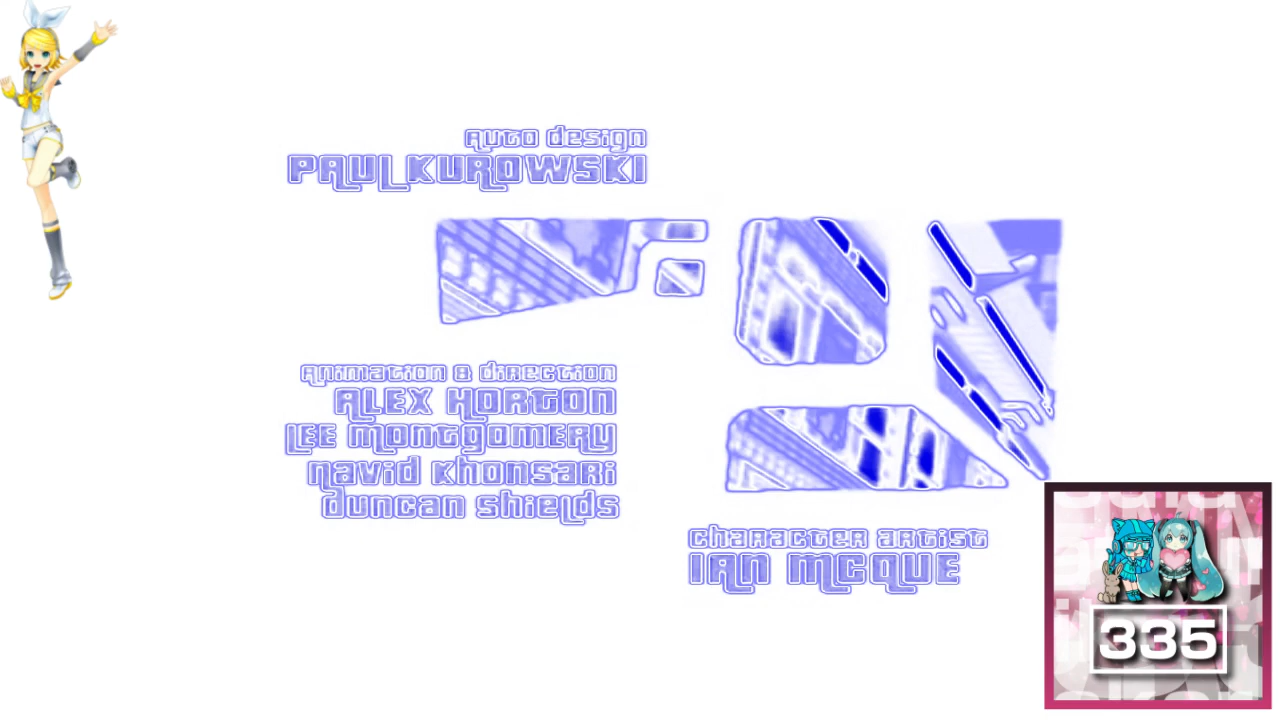 Auto design
PAUL KUROWSKI
Animation & direction
ALEX HORTON
LEE MONTGOMERY
NAVID KHONSARI
DUNCAN SHIELDS
character artist
IAN MCQUE
335